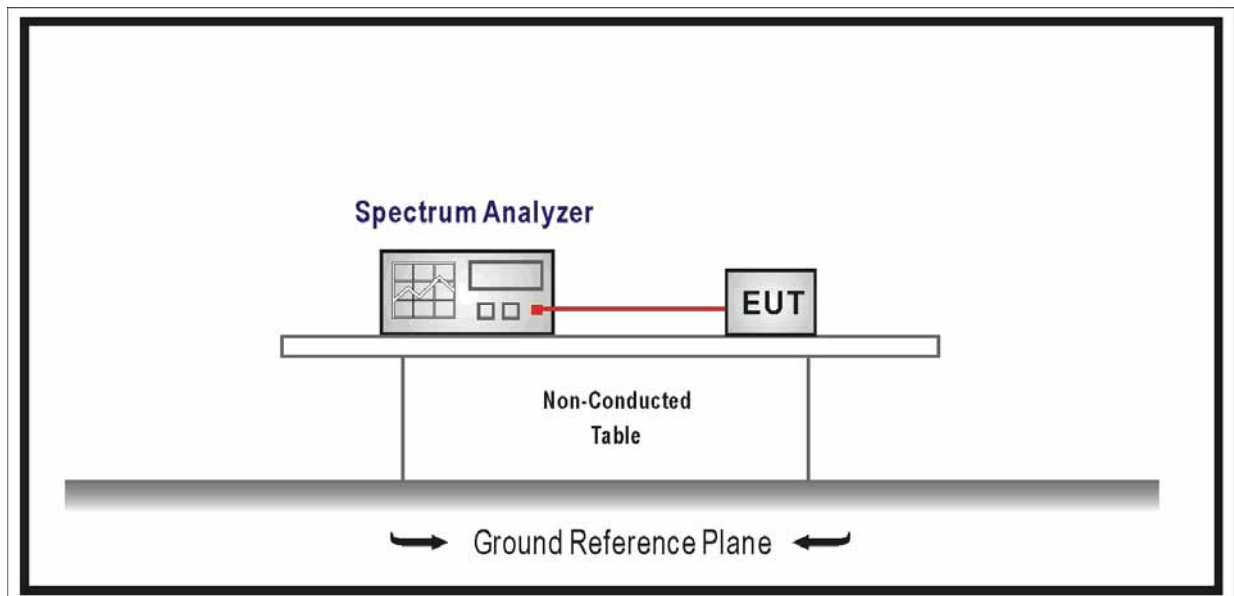 Spectrum Analyzer
EUT
Non-Conducted
Table
Ground Reference Plane